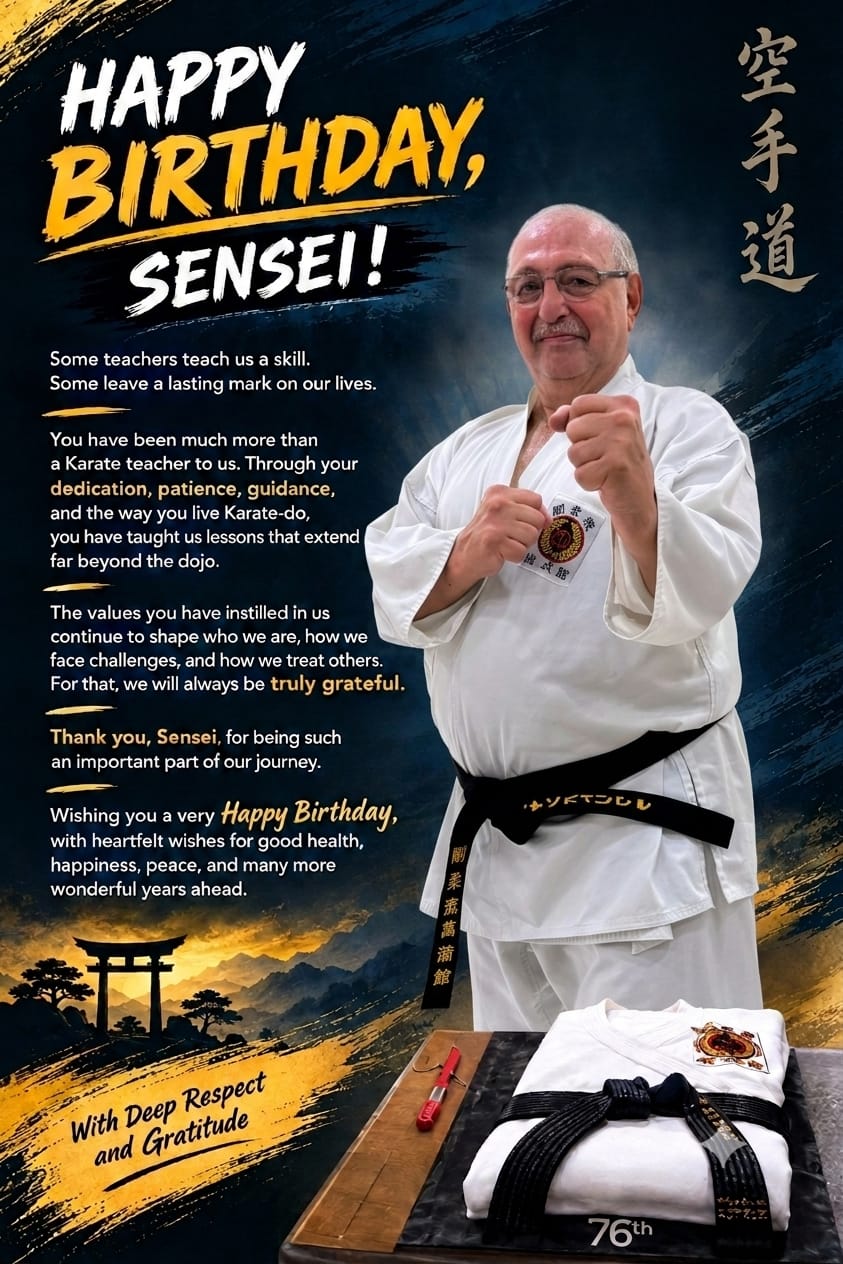 HAPPY
BIRTHDAY,
SENSEI!
空手道
Some teachers teach us a skill.
Some leave a lasting mark on our lives.
You have been much more than
a Karate teacher to us. Through your
dedication, patience, guidance,
and the way you live Karate-do,
you have taught us lessons that extend
far beyond the dojo.
The values you have instilled in us
continue to shape who we are, how we
face challenges, and how we treat others.
For that, we will always be truly grateful.
Thank you, Sensei, for being such
an important part of our journey.
Wishing you a very Happy Birthday,
with heartfelt wishes for good health,
happiness, peace, and many more
wonderful years ahead.
With Deep Respect
and Gratitude
76th